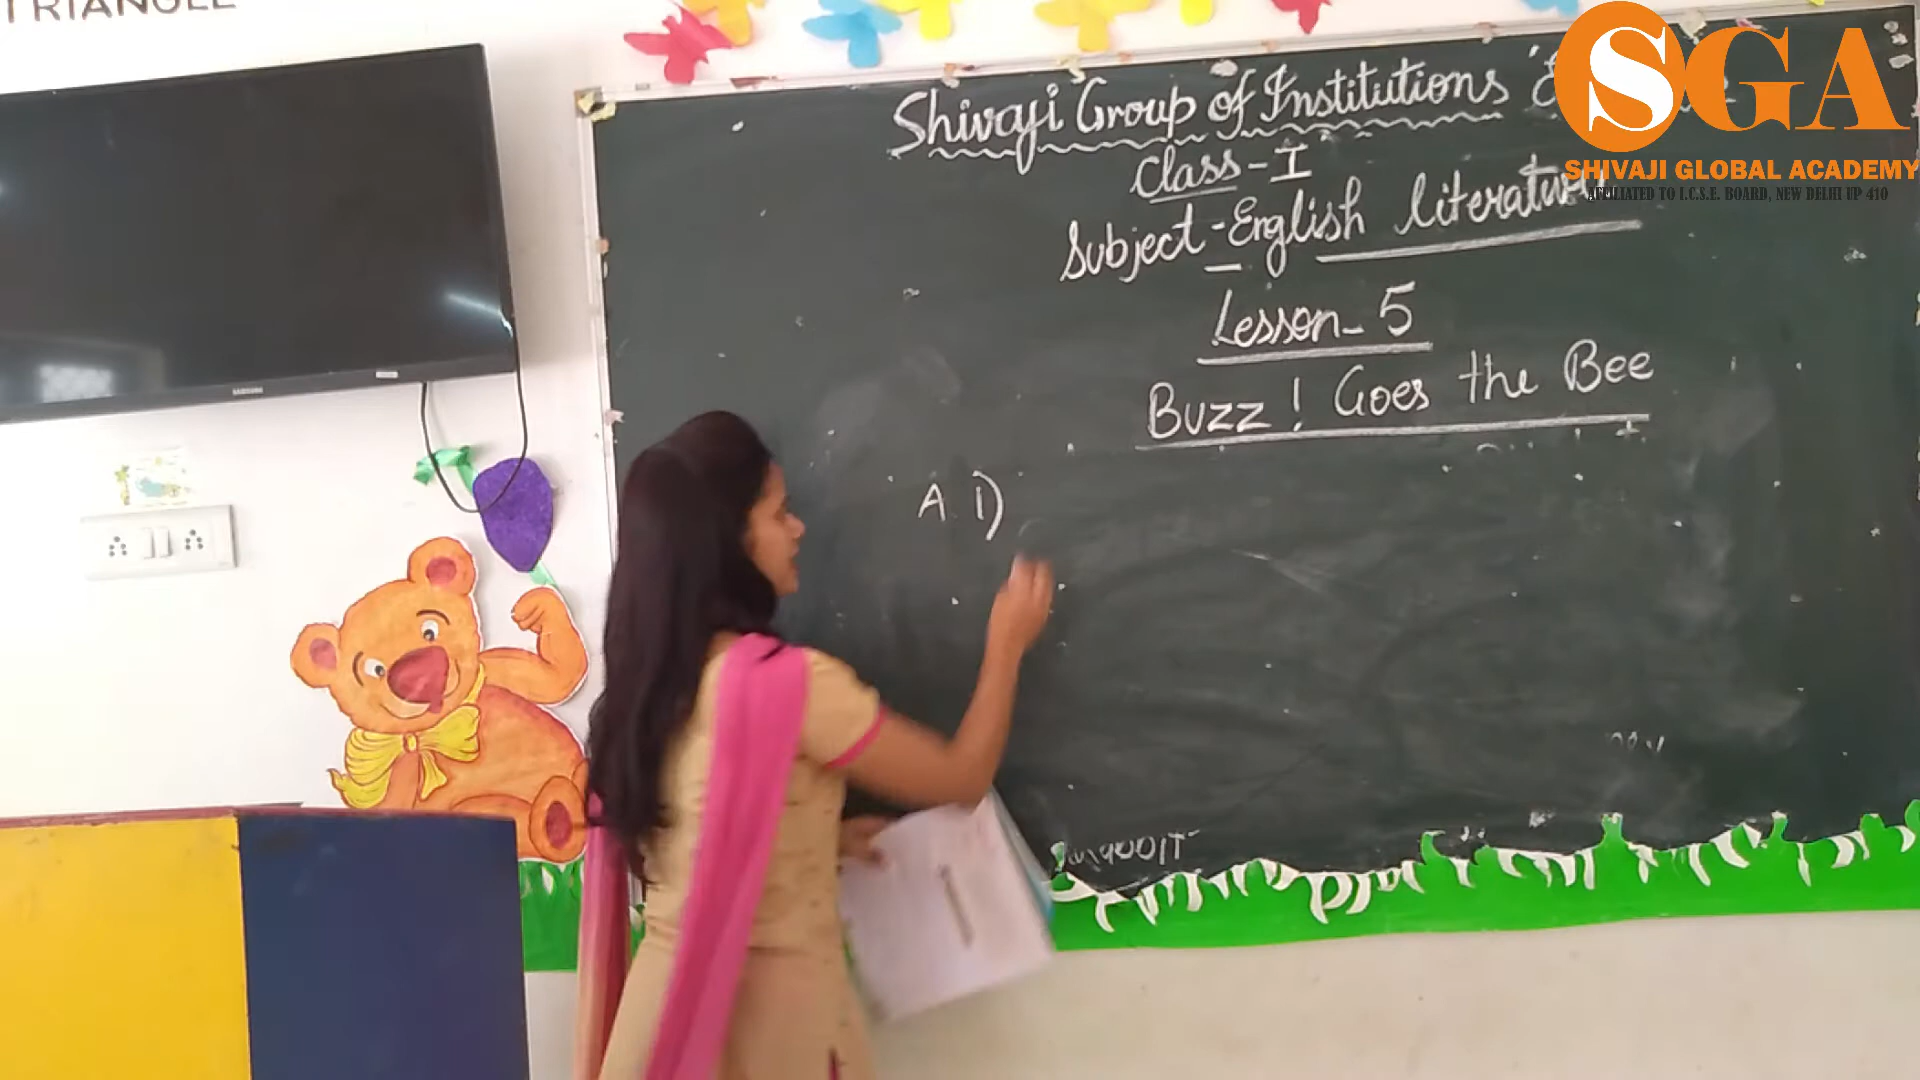 TRIANGLE
SGA
SHIVAJI GLOBAL ACADEMY
AFFILIATED TO I.C.S.E. BOARD, NEW DELHI UP 410
Shivaji Group of Institutions
Class-I
Subject-English literature
Lesson-5
Buzz! Goes the Bee
A. 1)
SAMSUNG